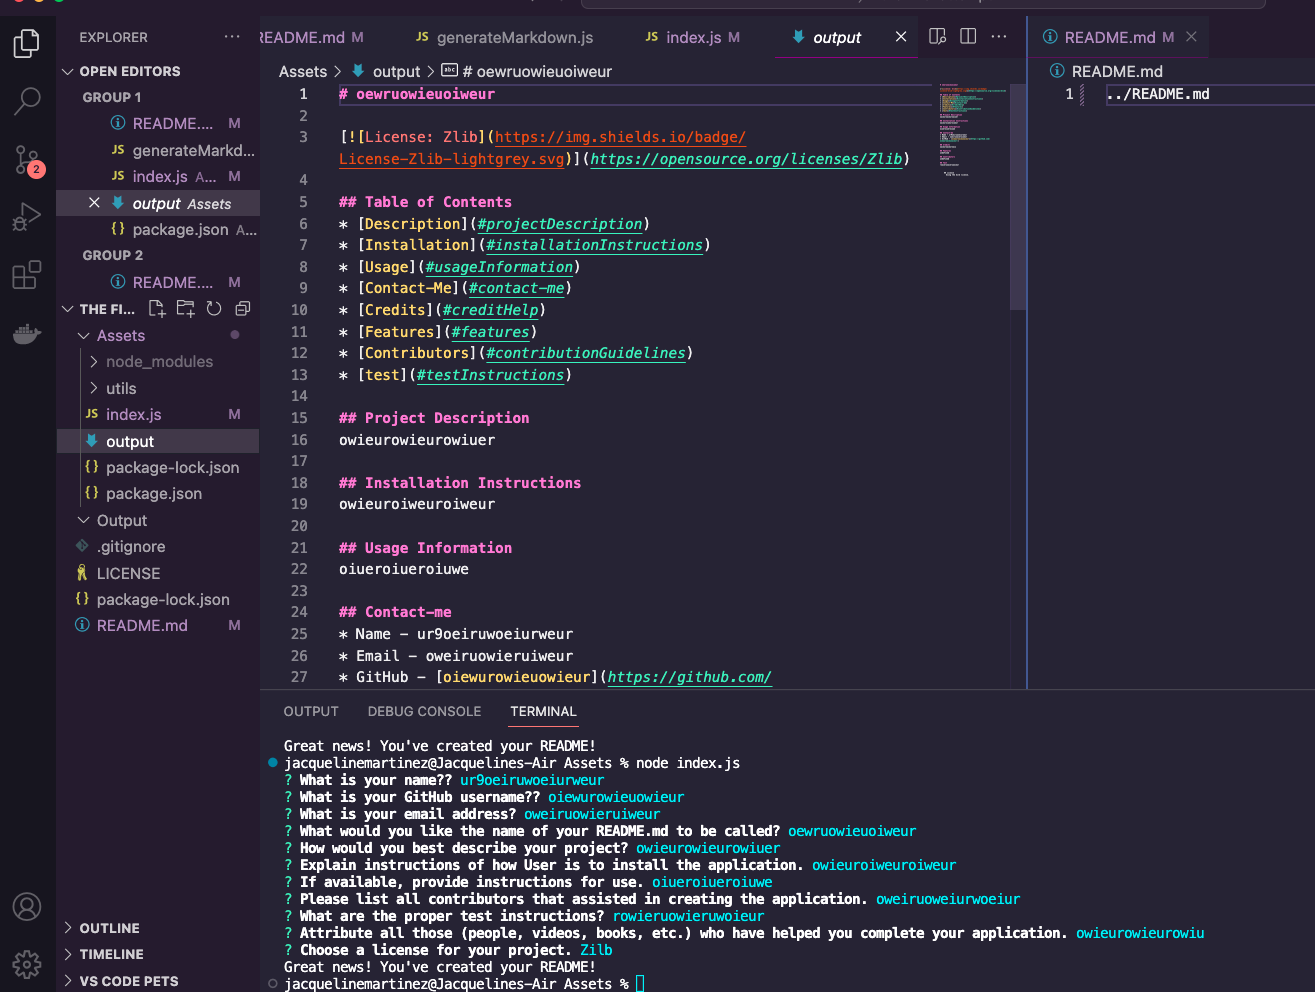 EXPLORER
OPEN EDITORS
GROUP 1
README.... M
JS generateMarkd...
JS index.js A... M
output Assets
{} package.json A...
GROUP 2
README.... M
THE FI...
Assets
node_modules
utils
JS index.js M
output
{} package-lock.json
{} package.json
Output
.gitignore
LICENSE
{} package-lock.json
README.md M
OUTLINE
TIMELINE
VS CODE PETS
2
README.md M
JS generateMarkdown.js
JS index.js M
output
Assets > output > abc # oewruowieuoiweur
1 # oewruowieuoiweur
2
3 [![License: Zlib](https://img.shields.io/badge/
License-Zlib-lightgrey.svg)](https://opensource.org/licenses/Zlib)
4
5 ## Table of Contents
6 * [Description](#projectDescription)
7 * [Installation](#installationInstructions)
8 * [Usage](#usageInformation)
9 * [Contact-Me](#contact-me)
10 * [Credits](#creditHelp)
11 * [Features](#features)
12 * [Contributors](#contributionGuidelines)
13 * [test](#testInstructions)
14
15 ## Project Description
16 owieurowieurowiuer
17
18 ## Installation Instructions
19 owieuroiweuroiweur
20
21 ## Usage Information
22 oiueroiueroiuwe
23
24 ## Contact-me
25 * Name - ur9oeiruwoeiurweur
26 * Email - oweiruowieruiweur
27 * GitHub - [oiewurowieuowieur](https://github.com/
README.md M
README.md
1 ../README.md
OUTPUT DEBUG CONSOLE TERMINAL
Great news! You've created your README!
jacquelinemartinez@Jacquelines-Air Assets % node index.js
? What is your name?? ur9oeiruwoeiurweur
? What is your GitHub username?? oiewurowieuowieur
? What is your email address? oweiruowieruiweur
? What would you like the name of your README.md to be called? oewruowieuoiweur
? How would you best describe your project? owieurowieurowiuer
? Explain instructions of how User is to install the application. owieuroiweuroiweur
? If available, provide instructions for use. oiueroiueroiuwe
? Please list all contributors that assisted in creating the application. oweiruoweiurwoeiur
? What are the proper test instructions? rowieruowieruwoieur
? Attribute all those (people, videos, books, etc.) who have helped you complete your application. owieurowieurowiu
? Choose a license for your project. Zilb
Great news! You've created your README!
jacquelinemartinez@Jacquelines-Air Assets %